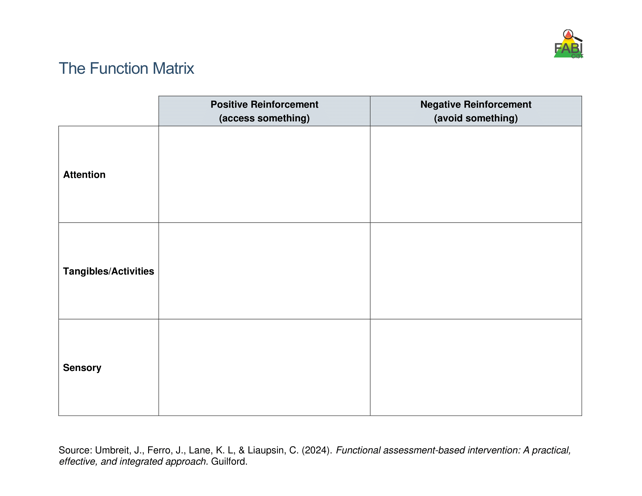 FABI
The Function Matrix
Positive Reinforcement
(access something)
Negative Reinforcement
(avoid something)
Attention
Tangibles/Activities
Sensory
Source: Umbreit, J., Ferro, J., Lane, K. L, & Liaupsin, C. (2024). Functional assessment-based intervention: A practical,
effective, and integrated approach. Guilford.